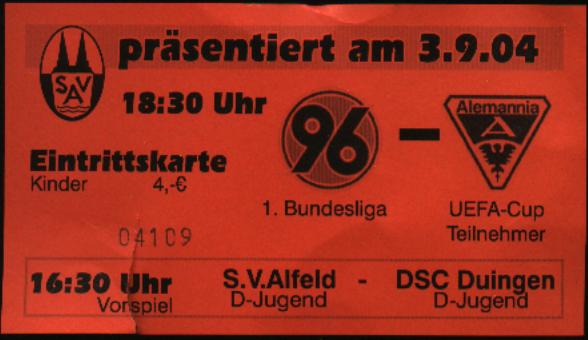 SAV
präsentiert am 3.9.04
18:30 Uhr
96
Alemannia
Eintrittskarte
Kinder 4,-€
1. Bundesliga
UEFA-Cup
Teilnehmer
04109
16:30 Uhr S.V.Alfeld - DSC Duingen
Vorspiel D-Jugend D-Jugend